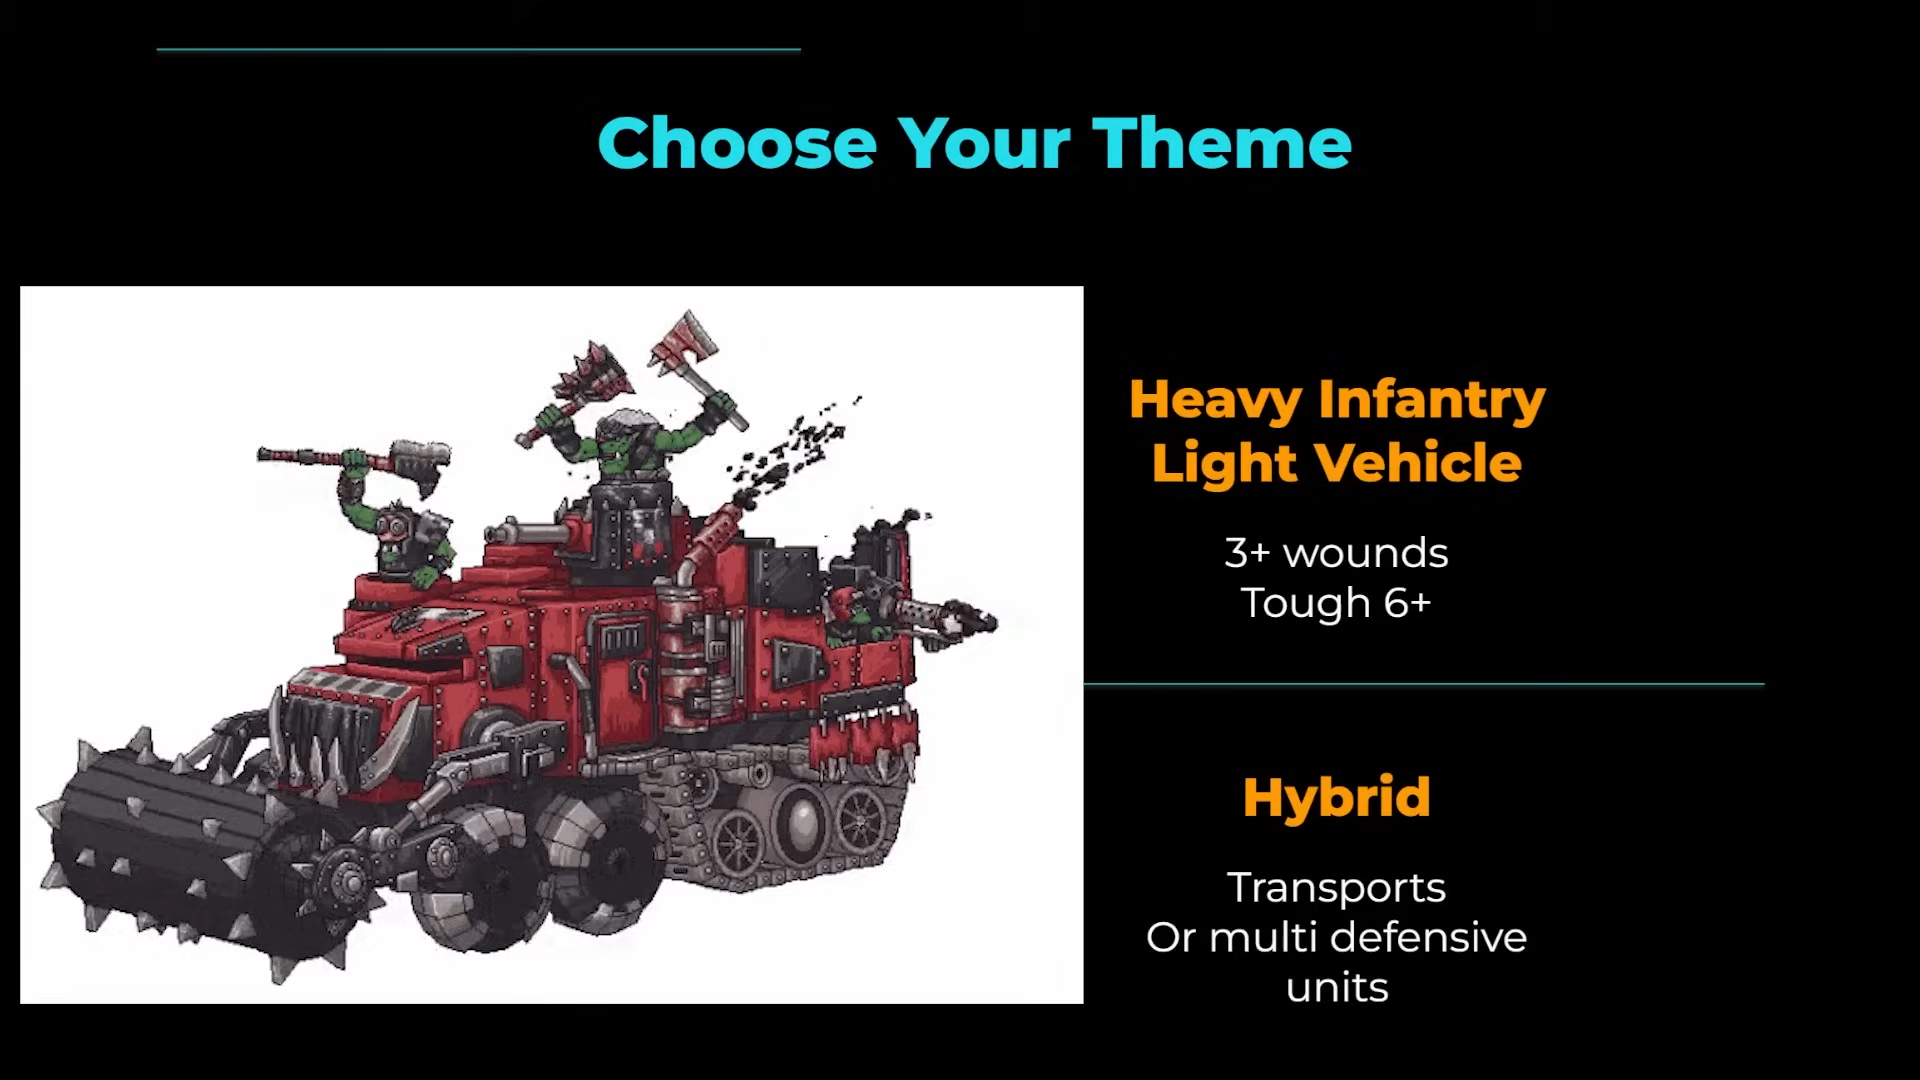 Choose Your Theme
Heavy Infantry
Light Vehicle
3+ wounds
Tough 6+
Hybrid
Transports
Or multi defensive
units